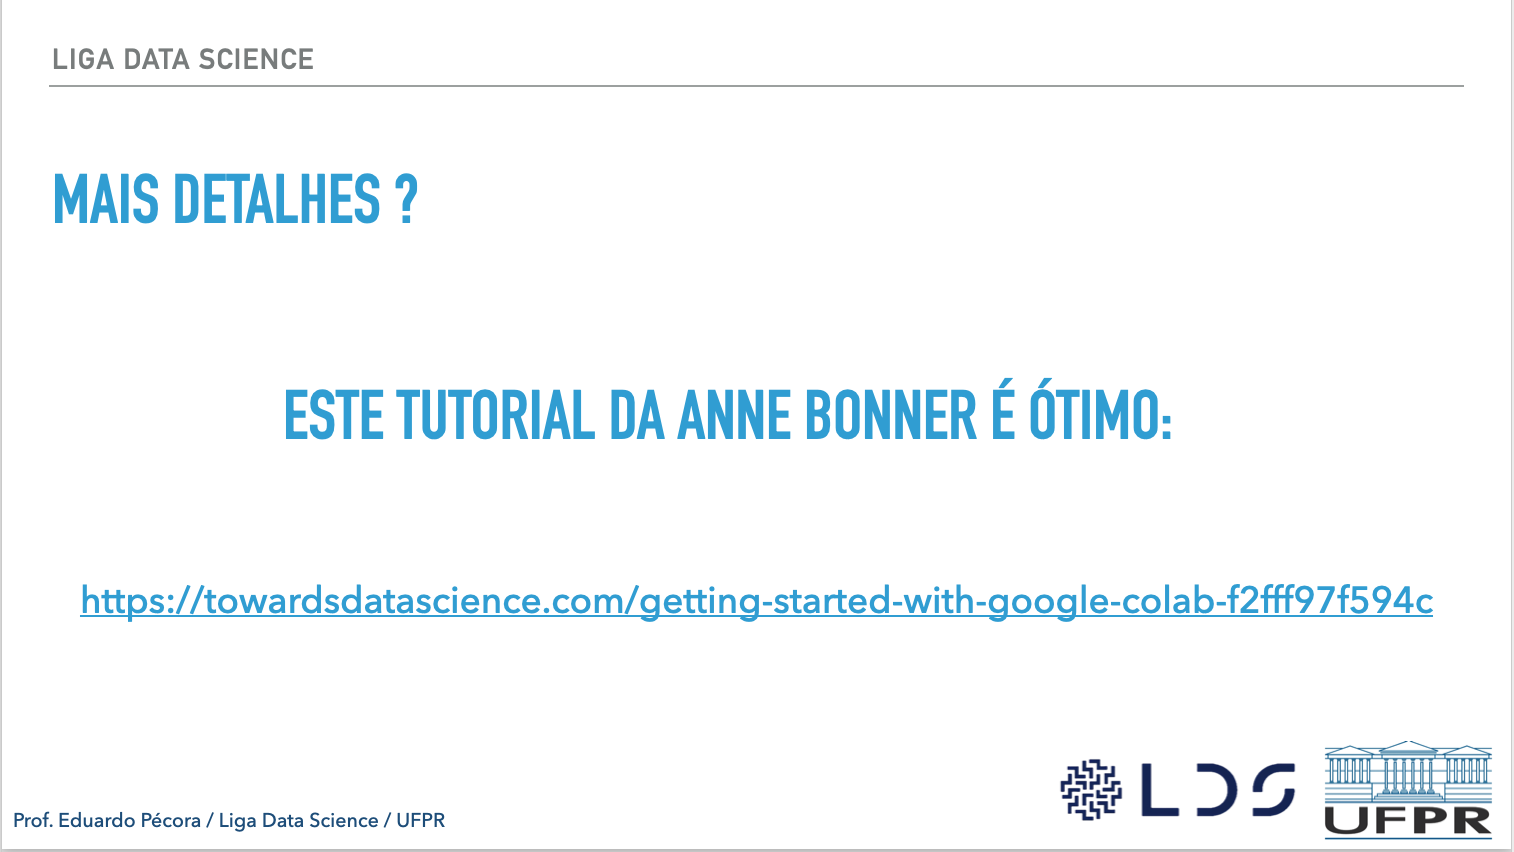 LIGA DATA SCIENCE
MAIS DETALHES ?
ESTE TUTORIAL DA ANNE BONNER É ÓTIMO:
https://towardsdatascience.com/getting-started-with-google-colab-f2fff97f594c
LDS
UFPR
Prof. Eduardo Pécora / Liga Data Science / UFPR